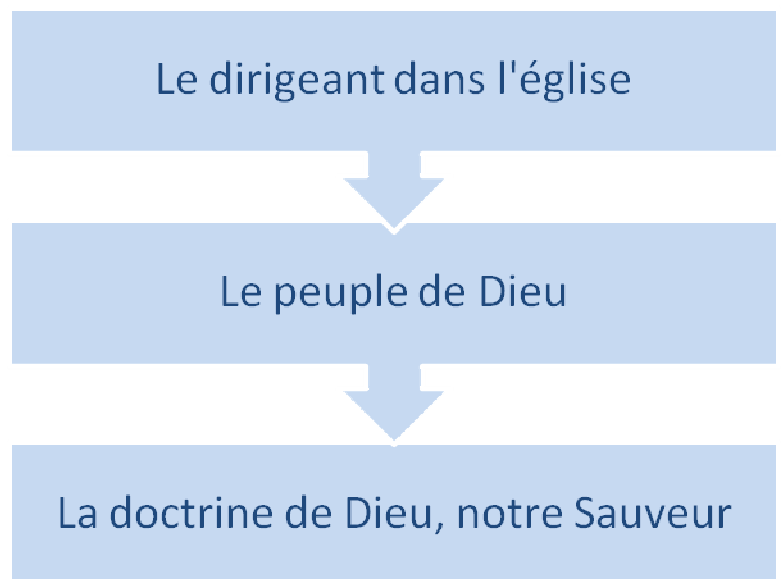 Le dirigeant dans l'église
Le peuple de Dieu
La doctrine de Dieu, notre Sauveur